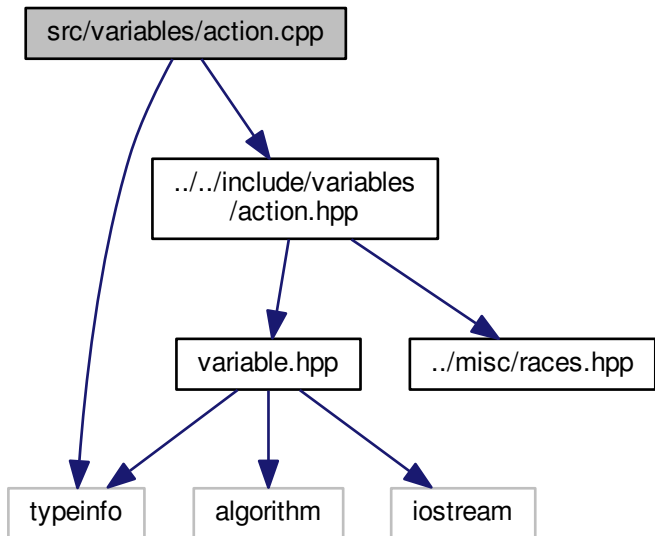 src/variables/action.cpp
../../include/variables
/action.hpp
variable.hpp
../misc/races.hpp
typeinfo
algorithm
iostream